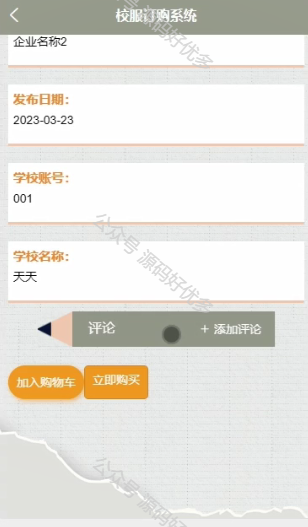 校服订购系统
企业名称2
发布日期:
2023-03-23
学校账号:
001
学校名称:
天天
评论
+ 添加评论
加入购物车
立即购买
公众号 源码好优多
公众号 源码好优多
公众号 源码好优多